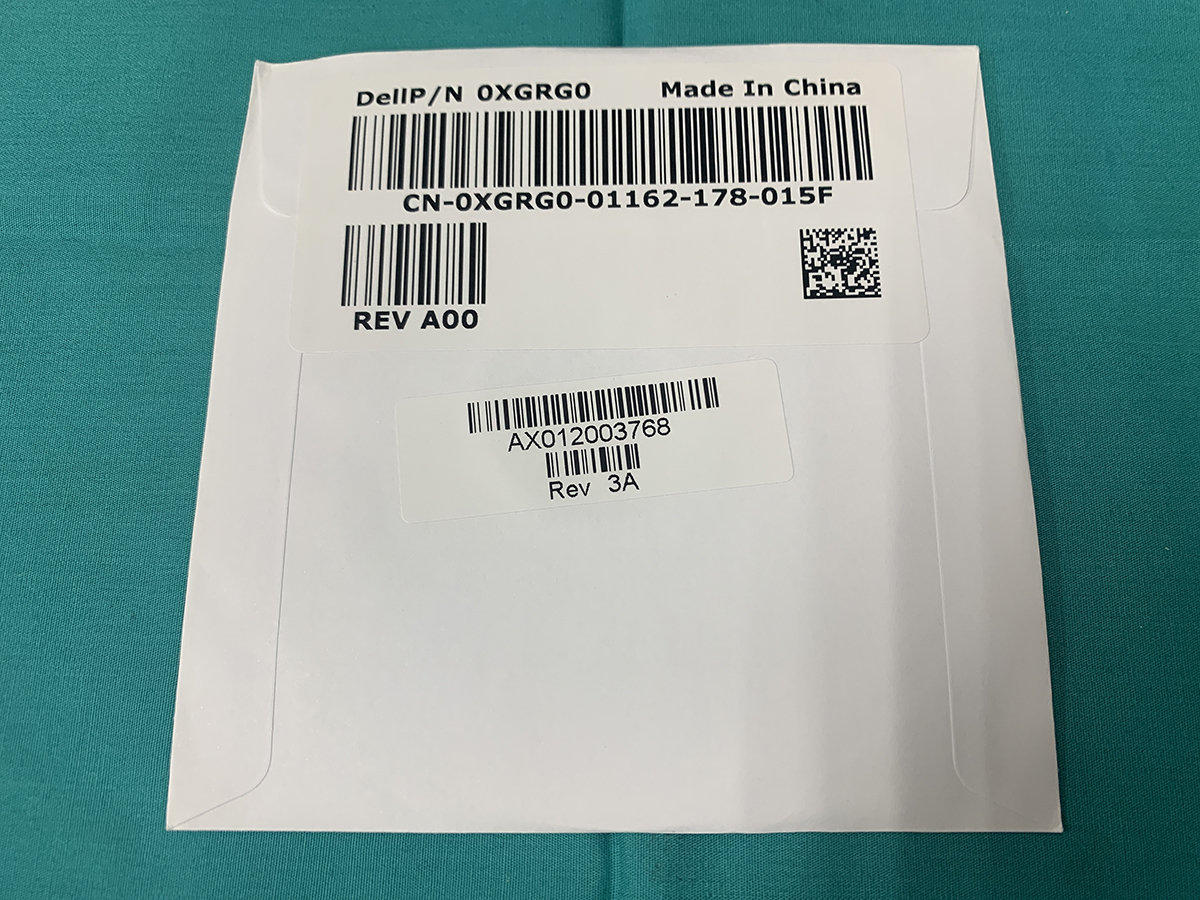 DellP/N 0XGRG0 Made In China
CN-0XGRG0-01162-178-015F
REV A00
AX012003768
Rev 3A